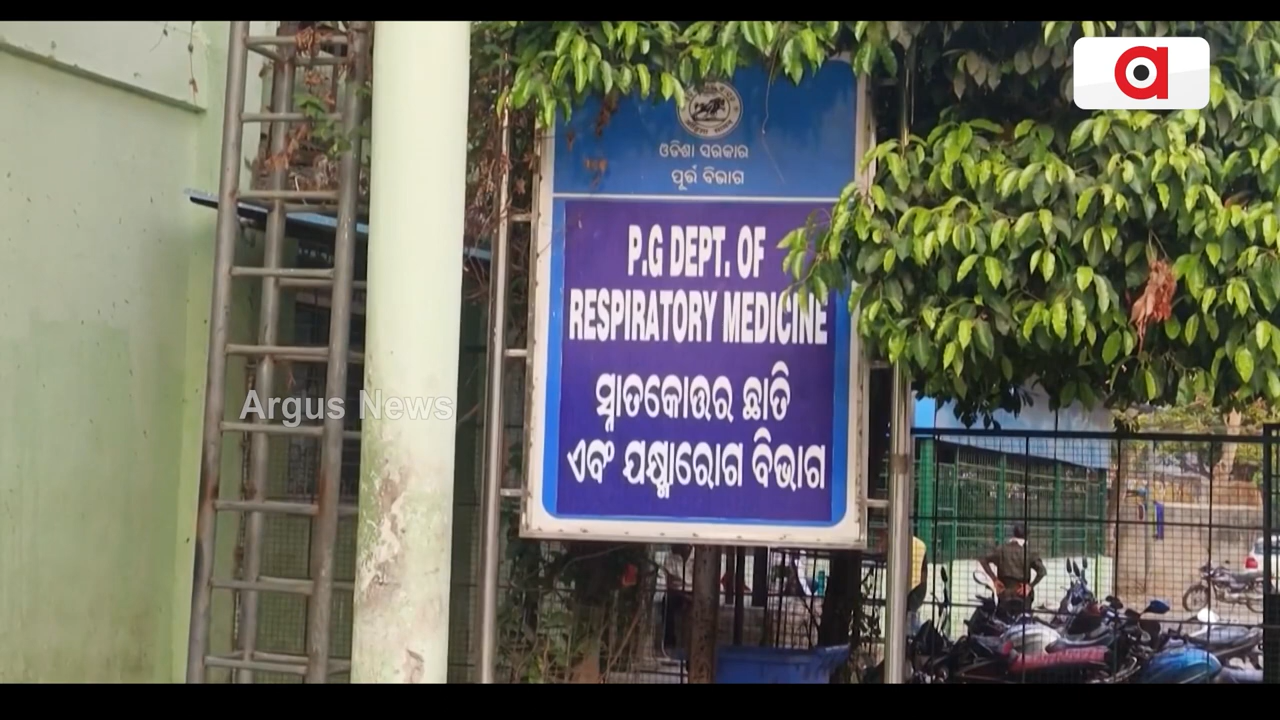 ଓଡିଶା ସରକାର
ପୂର୍ତ୍ତ ବିଭାଗ
P.G DEPT. OF
RESPIRATORY MEDICINE
ସ୍ନାତକୋତ୍ତର ଛାତି
ଏବଂ ଯକ୍ଷ୍ମାରୋଗ ବିଭାଗ
Argus News